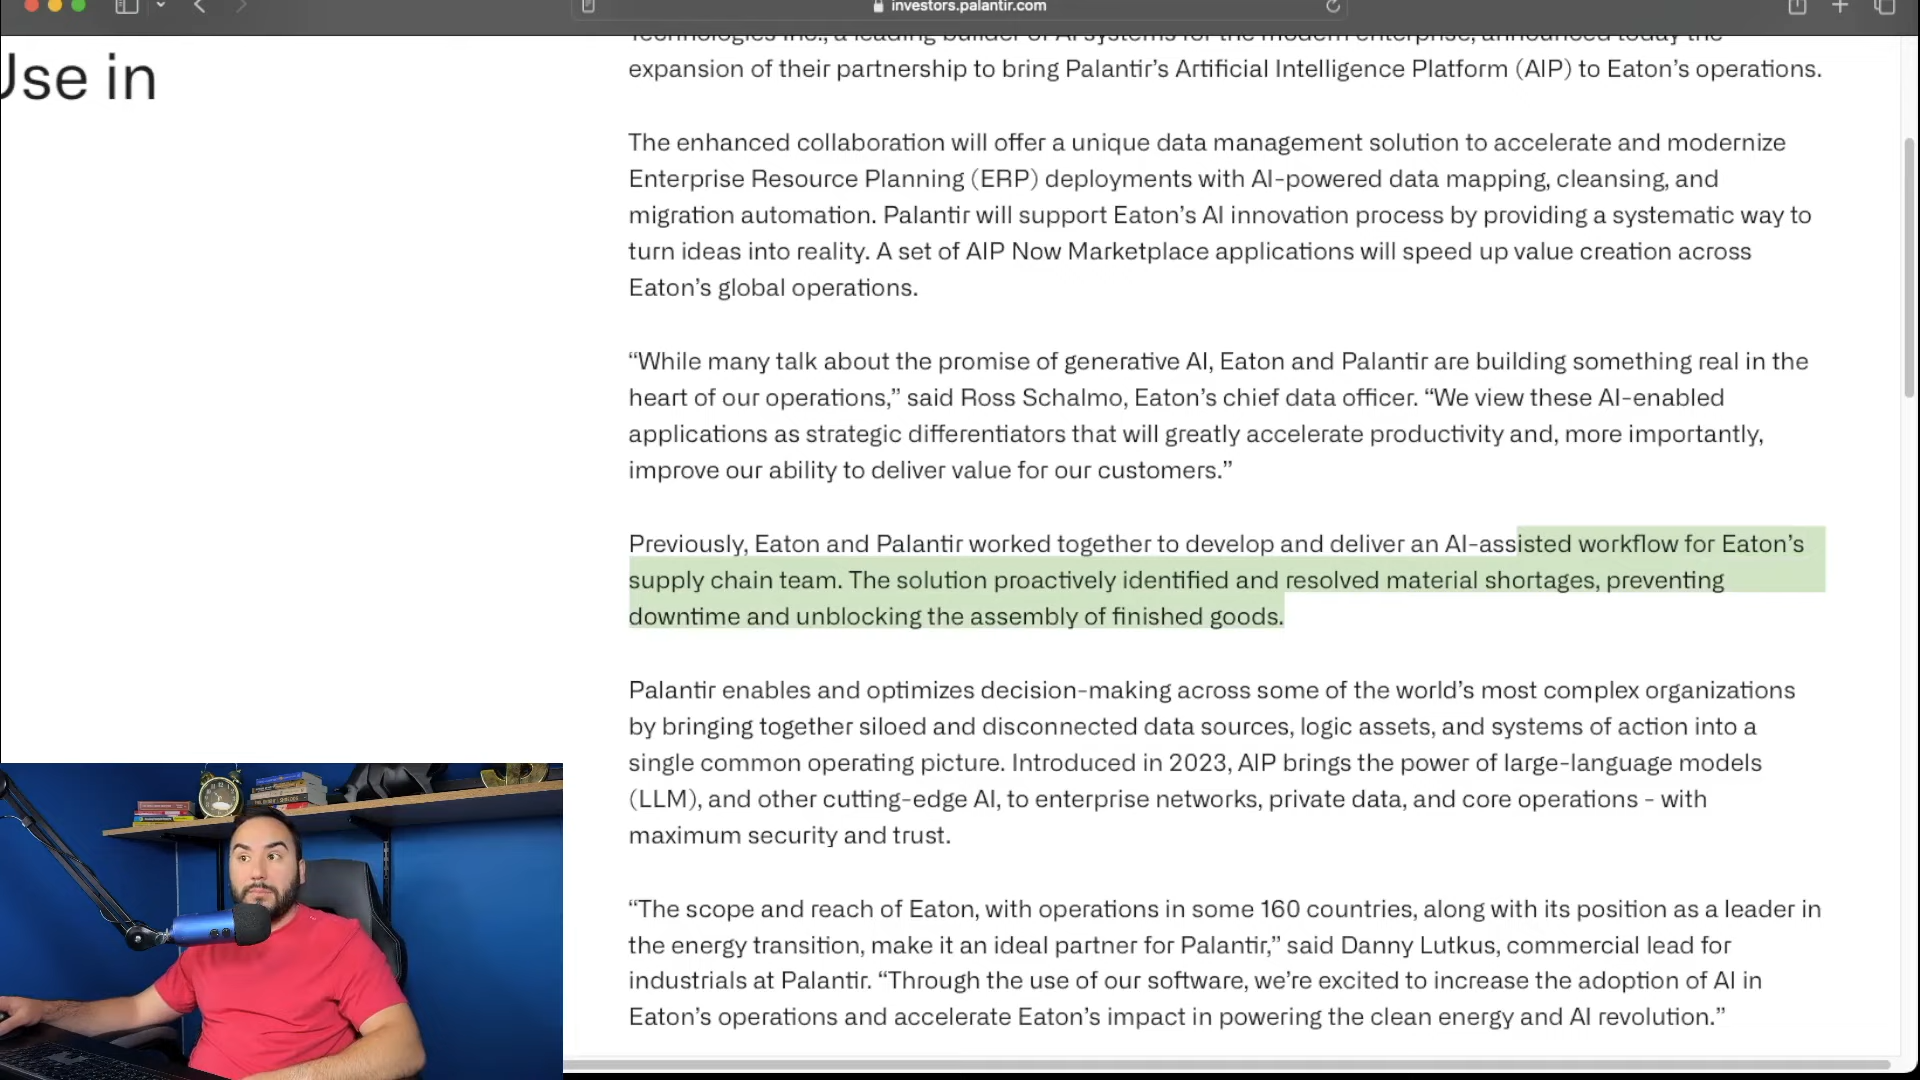 investors.palantir.com
Use in
Technologies Inc., a leading builder of AI systems for the modern enterprise, announced today the
expansion of their partnership to bring Palantir’s Artificial Intelligence Platform (AIP) to Eaton’s operations.
The enhanced collaboration will offer a unique data management solution to accelerate and modernize
Enterprise Resource Planning (ERP) deployments with AI-powered data mapping, cleansing, and
migration automation. Palantir will support Eaton’s AI innovation process by providing a systematic way to
turn ideas into reality. A set of AIP Now Marketplace applications will speed up value creation across
Eaton’s global operations.
“While many talk about the promise of generative AI, Eaton and Palantir are building something real in the
heart of our operations,” said Ross Schalmo, Eaton’s chief data officer. “We view these AI-enabled
applications as strategic differentiators that will greatly accelerate productivity and, more importantly,
improve our ability to deliver value for our customers.”
Previously, Eaton and Palantir worked together to develop and deliver an AI-assisted workflow for Eaton’s
supply chain team. The solution proactively identified and resolved material shortages, preventing
downtime and unblocking the assembly of finished goods.
Palantir enables and optimizes decision-making across some of the world’s most complex organizations
by bringing together siloed and disconnected data sources, logic assets, and systems of action into a
single common operating picture. Introduced in 2023, AIP brings the power of large-language models
(LLM), and other cutting-edge AI, to enterprise networks, private data, and core operations - with
maximum security and trust.
“The scope and reach of Eaton, with operations in some 160 countries, along with its position as a leader in
the energy transition, make it an ideal partner for Palantir,” said Danny Lutkus, commercial lead for
industrials at Palantir. “Through the use of our software, we’re excited to increase the adoption of AI in
Eaton’s operations and accelerate Eaton’s impact in powering the clean energy and AI revolution.”